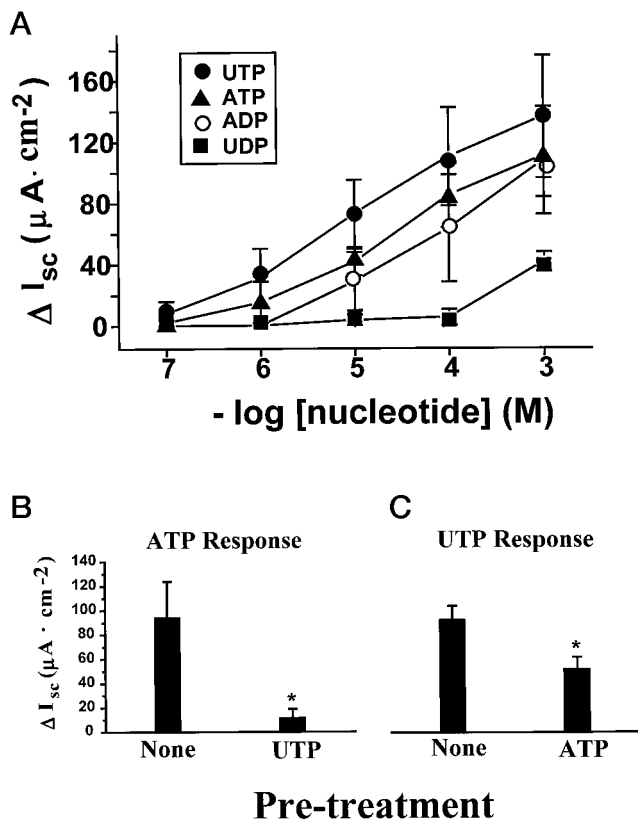 A
Δ Isc (μA·cm-2)
160
120
80
40
0
UTP
ATP
ADP
UDP
7 6 5 4 3
- log [nucleotide] (M)
B
ATP Response
Δ Isc (μA · cm-2)
140
120
100
80
60
40
20
0
*
None UTP
C
UTP Response
*
None ATP
Pre-treatment